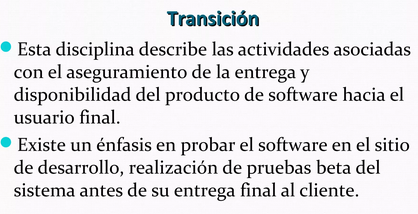 Transición
Esta disciplina describe las actividades asociadas
con el aseguramiento de la entrega y
disponibilidad del producto de software hacia el
usuario final.
Existe un énfasis en probar el software en el sitio
de desarrollo, realización de pruebas beta del
sistema antes de su entrega final al cliente.